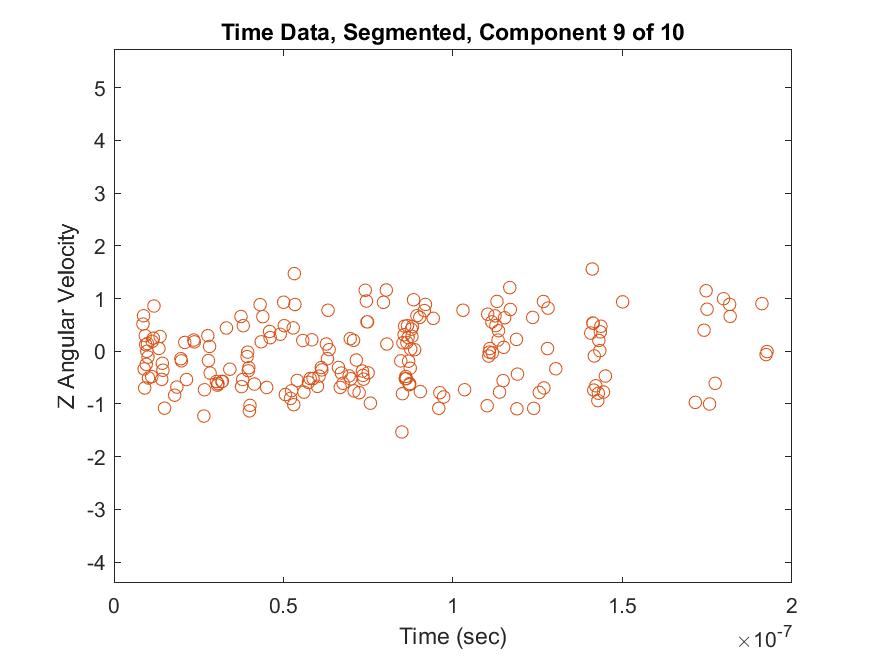 Time Data, Segmented, Component 9 of 10
Z Angular Velocity
5
4
3
2
1
0
-1
-2
-3
-4
0 0.5 1 1.5 2
Time (sec)
×10⁻⁷